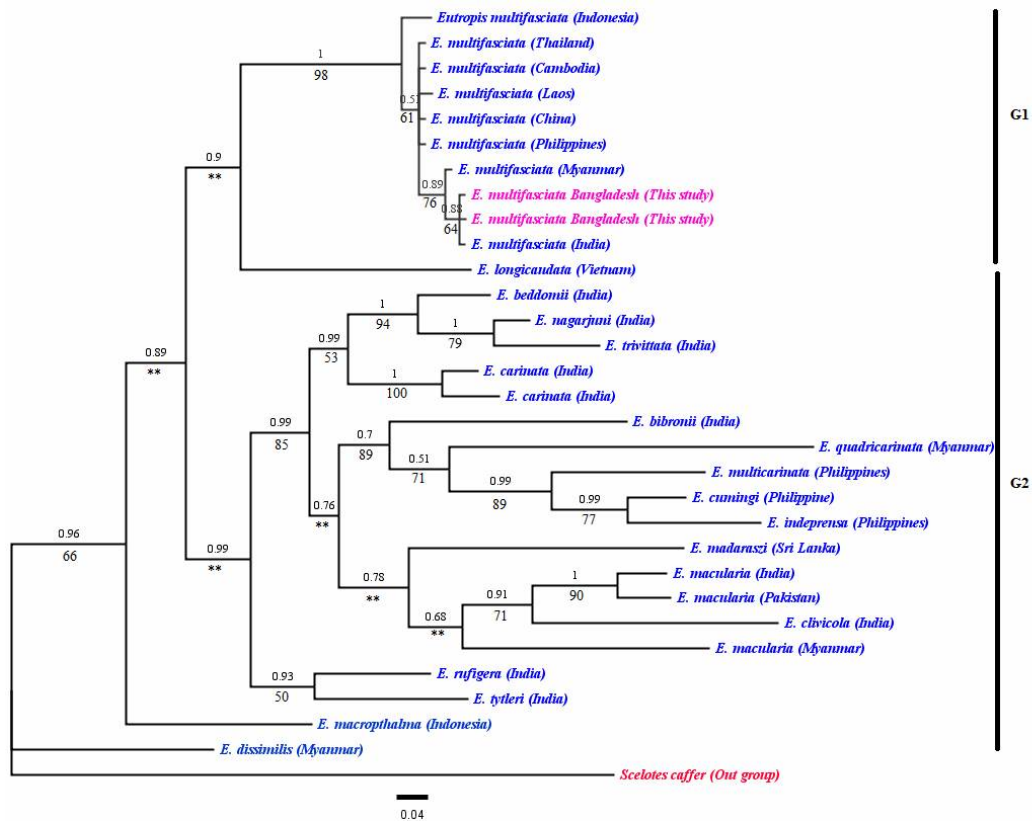 Eutropis multifasciata (Indonesia)
E. multifasciata (Thailand)
1
98
E. multifasciata (Cambodia)
E. multifasciata (Laos)
G1
61
E. multifasciata (China)
E. multifasciata (Philippines)
0.9
**
E. multifasciata (Myanmar)
0.89
76
E. multifasciata Bangladesh (This study)
0.88
64
E. multifasciata Bangladesh (This study)
E. multifasciata (India)
E. longicaudata (Vietnam)
E. beddomii (India)
1
94
E. nagarjuni (India)
1
79
E. trivittata (India)
0.99
53
0.89
**
E. carinata (India)
1
100
E. carinata (India)
E. bibronii (India)
0.99
85
0.7
89
E. quadricarinata (Myanmar)
0.51
71
E. multicarinata (Philippines)
G2
0.99
89
E. cumingi (Philippine)
0.99
77
0.76
**
E. indeprensa (Philippines)
0.96
66
E. madaraszi (Sri Lanka)
0.99
**
E. macularia (India)
1
90
0.78
**
E. macularia (Pakistan)
0.91
71
E. clivicola (India)
0.68
**
E. macularia (Myanmar)
E. rufigera (India)
0.93
50
E. tytleri (India)
E. macropthalma (Indonesia)
E. dissimilis (Myanmar)
Scelotes caffer (Out group)
0.04